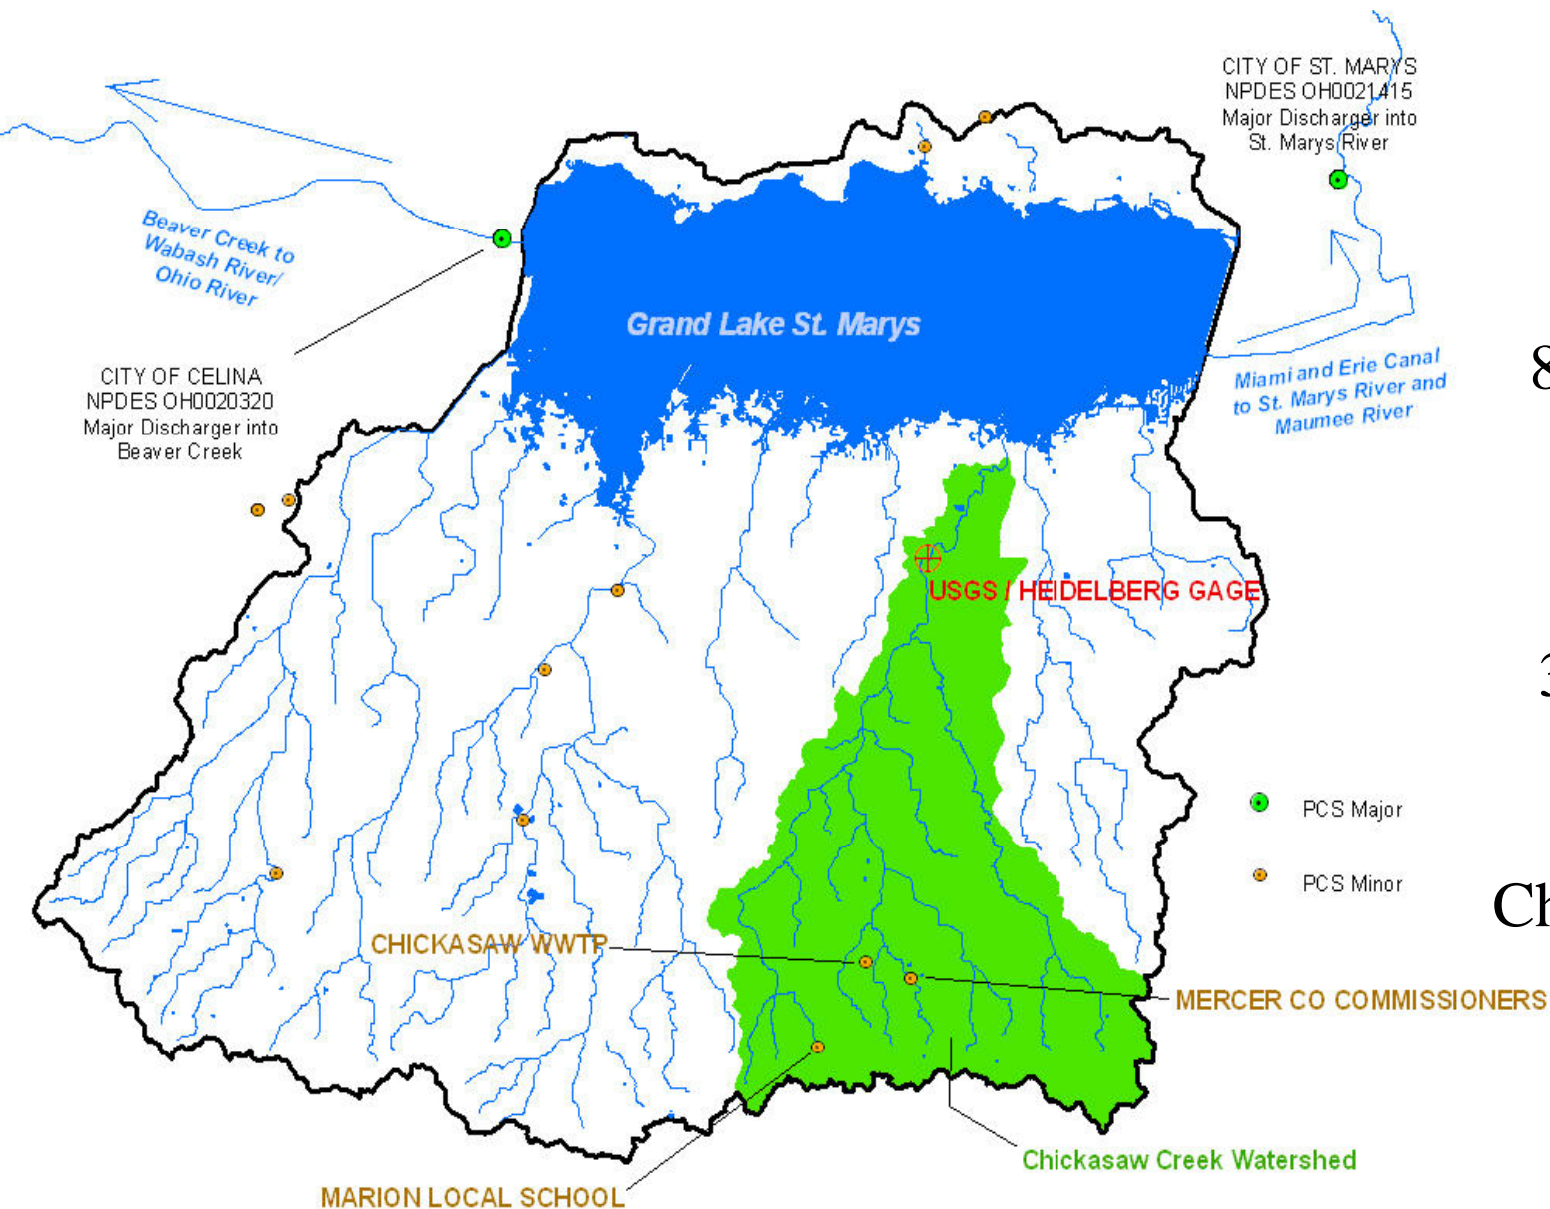 CITY OF ST. MARYS
NPDES OH0021415
Major Discharger into
St. Marys River
Beaver Creek to
Wabash River/
Ohio River
Grand Lake St. Marys
CITY OF CELINA
NPDES OH0020320
Major Discharger into
Beaver Creek
Miami and Erie Canal
to St. Marys River and
Maumee River
8
USGS / HEIDELBERG GAGE
3
PCS Major
PCS Minor
Ch
CHICKASAW WWTP
MERCER CO COMMISSIONERS
Chickasaw Creek Watershed
MARION LOCAL SCHOOL